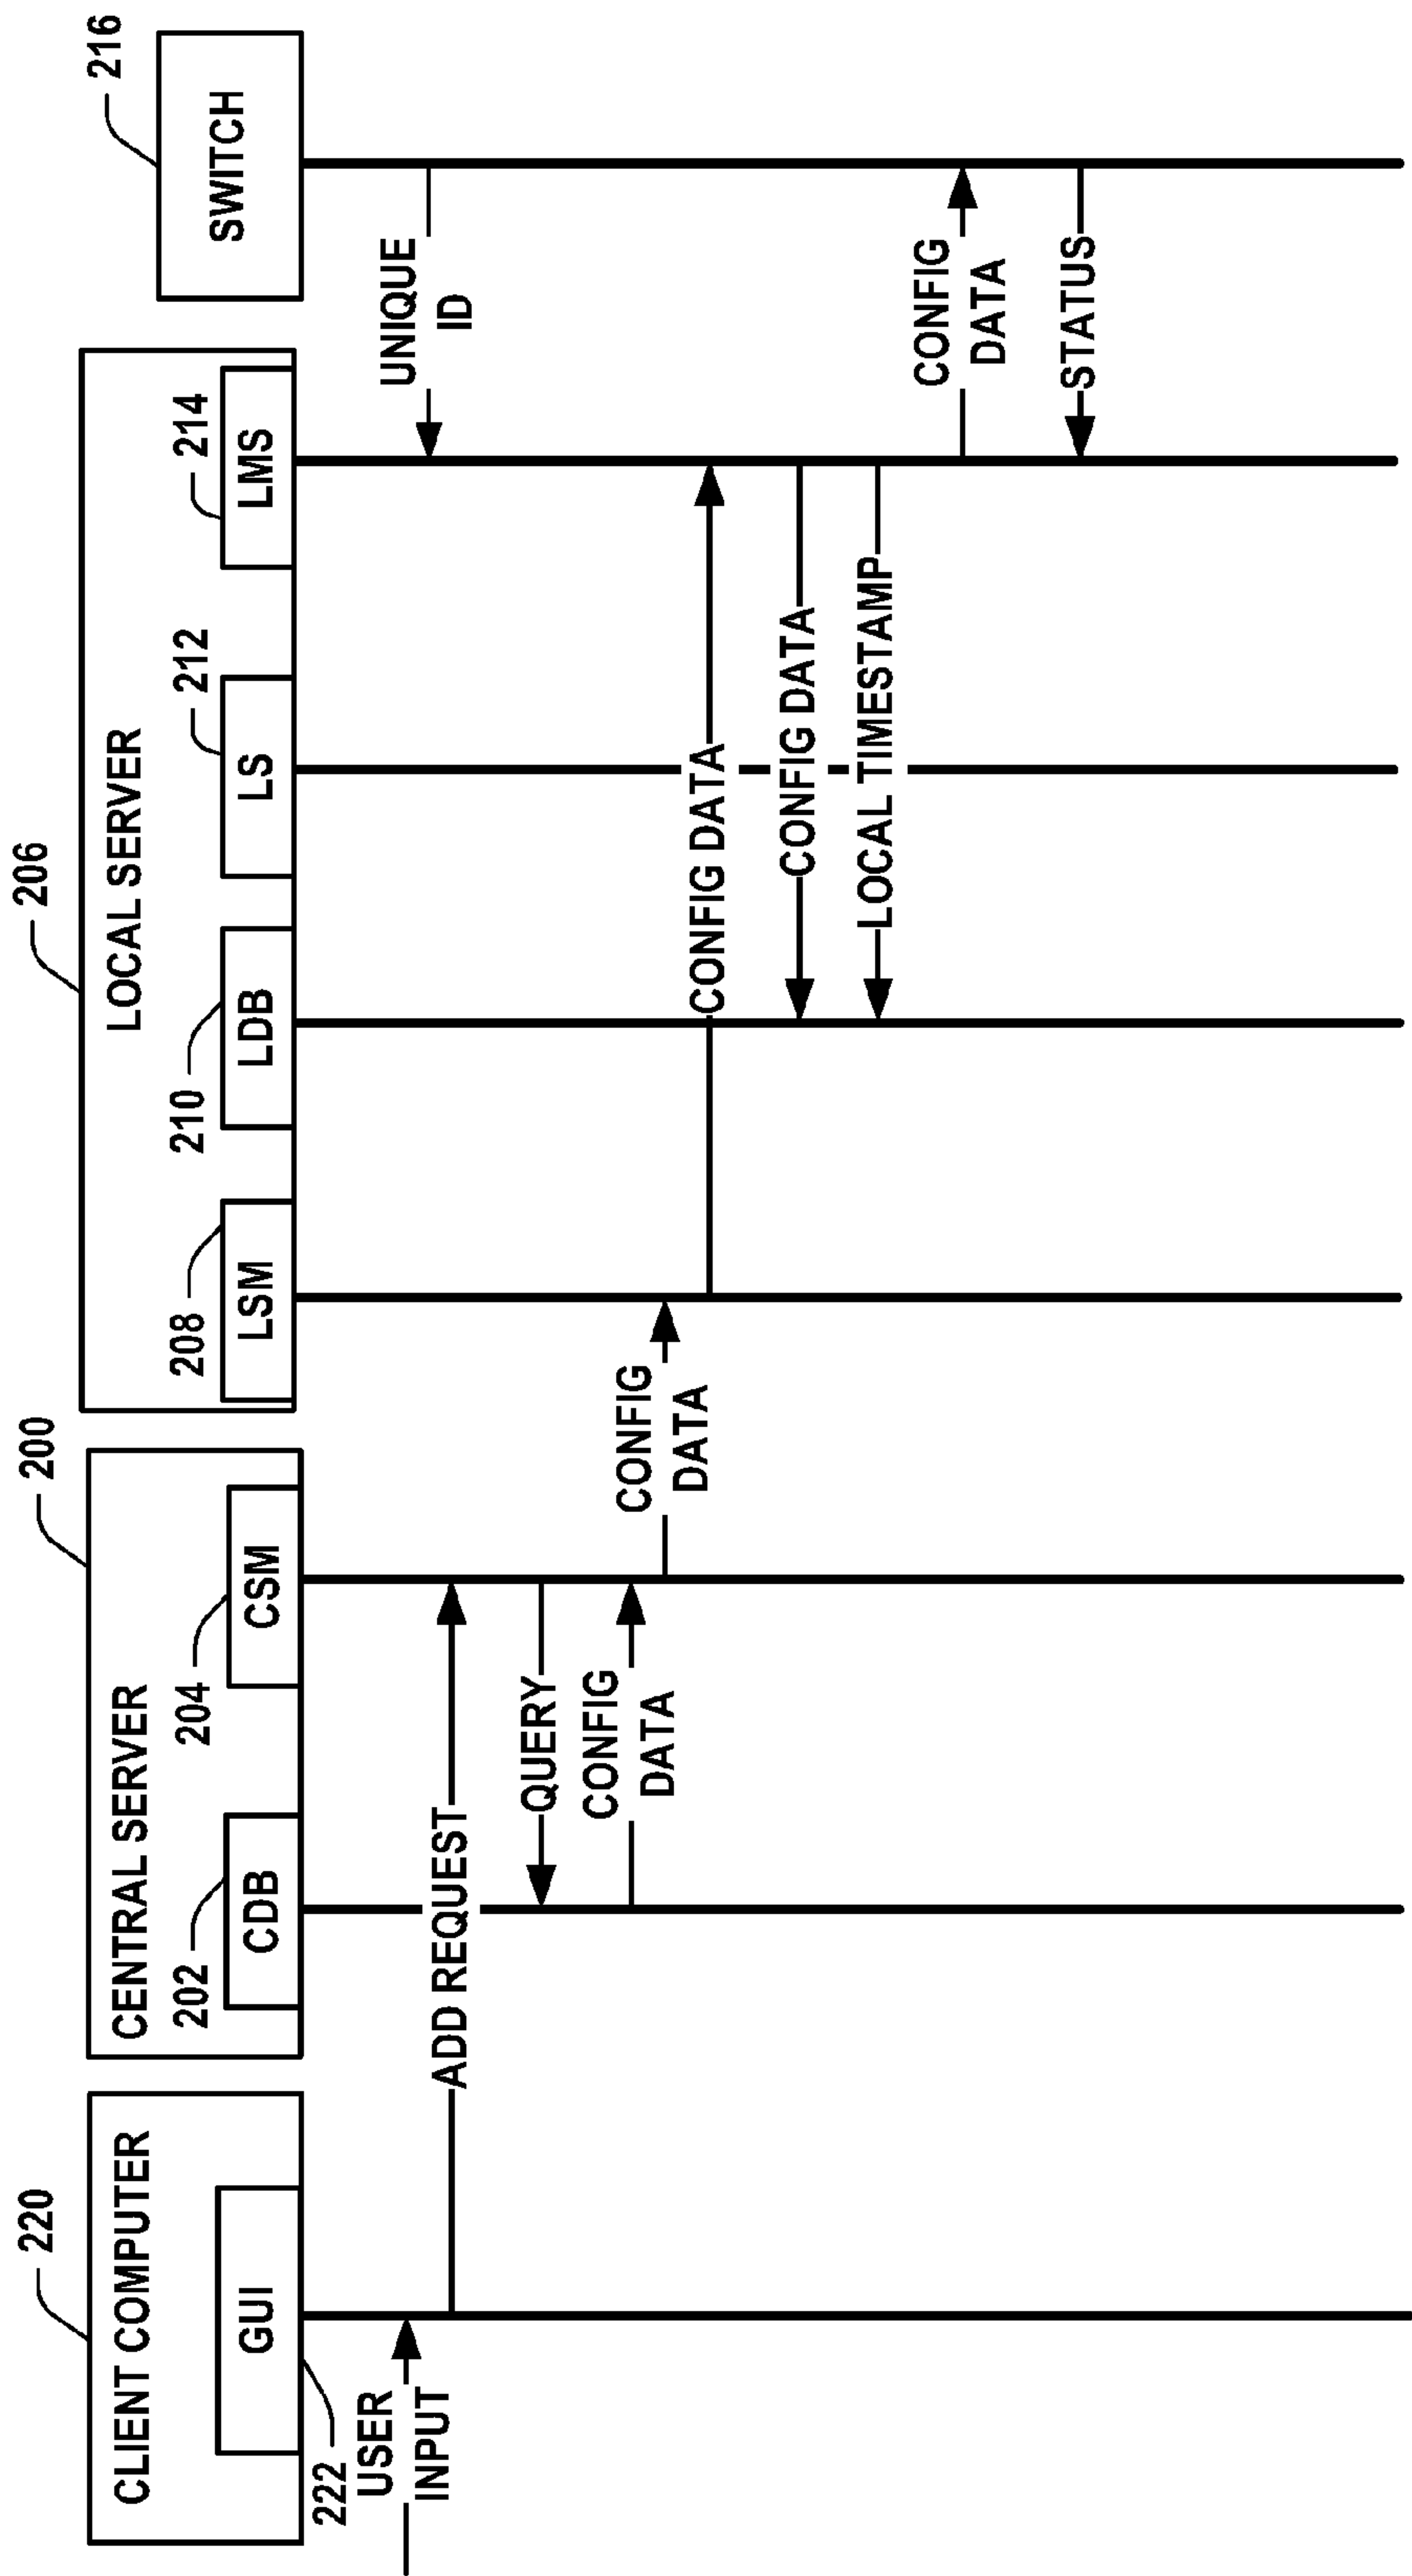 220
CLIENT COMPUTER
GUI
222
200
CENTRAL SERVER
202
CDB
204
CSM
206
LOCAL SERVER
208
LSM
210
LDB
212
LS
214
LMS
216
SWITCH
USER
INPUT
UNIQUE
ID
ADD REQUEST
QUERY
CONFIG
DATA
CONFIG
DATA
CONFIG DATA
CONFIG DATA
LOCAL TIMESTAMP
CONFIG
DATA
STATUS